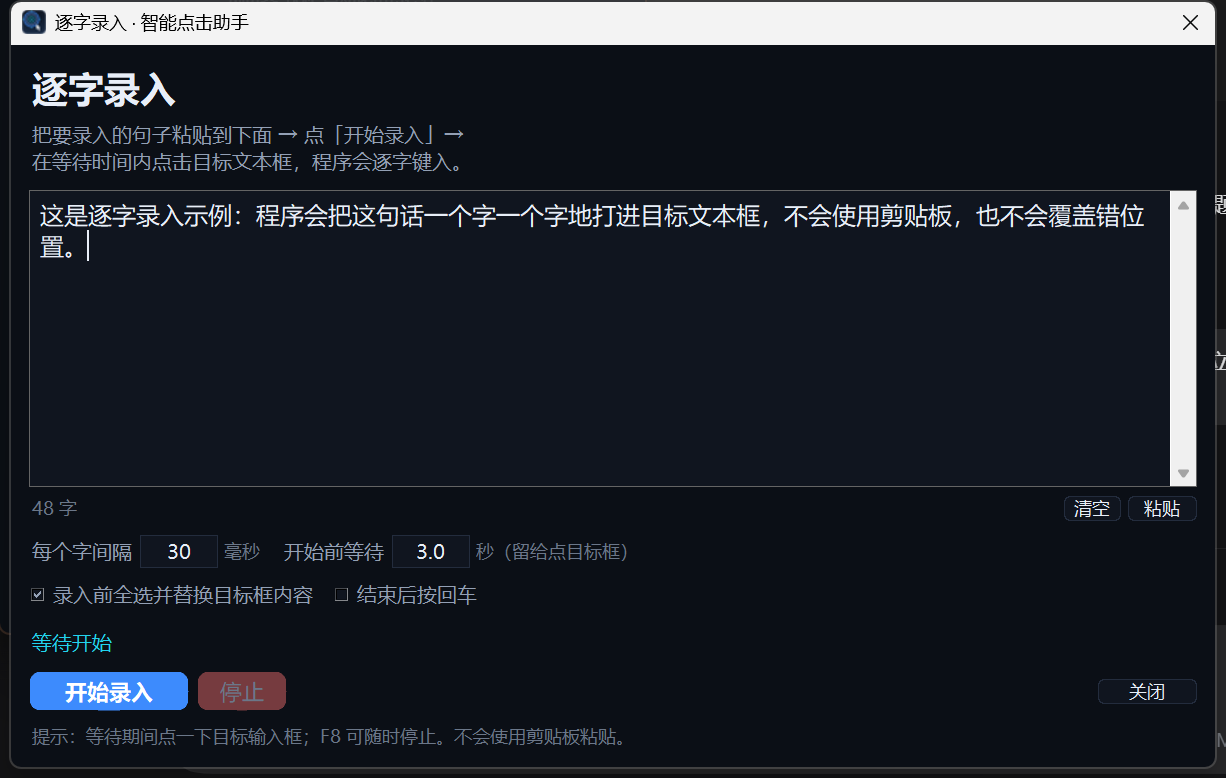 逐字录入 · 智能点击助手
逐字录入
把要录入的句子粘贴到下面 → 点「开始录入」→
在等待时间内点击目标文本框，程序会逐字键入。
这是逐字录入示例：程序会把这句话一个字一个字地打进目标文本框，不会使用剪贴板，也不会覆盖错位
置。
48 字 清空 粘贴
每个字间隔 30 毫秒 开始前等待 3.0 秒（留给点目标框）
录入前全选并替换目标框内容 结束后按回车
等待开始
开始录入 停止 关闭
提示：等待期间点一下目标输入框；F8 可随时停止。不会使用剪贴板粘贴。